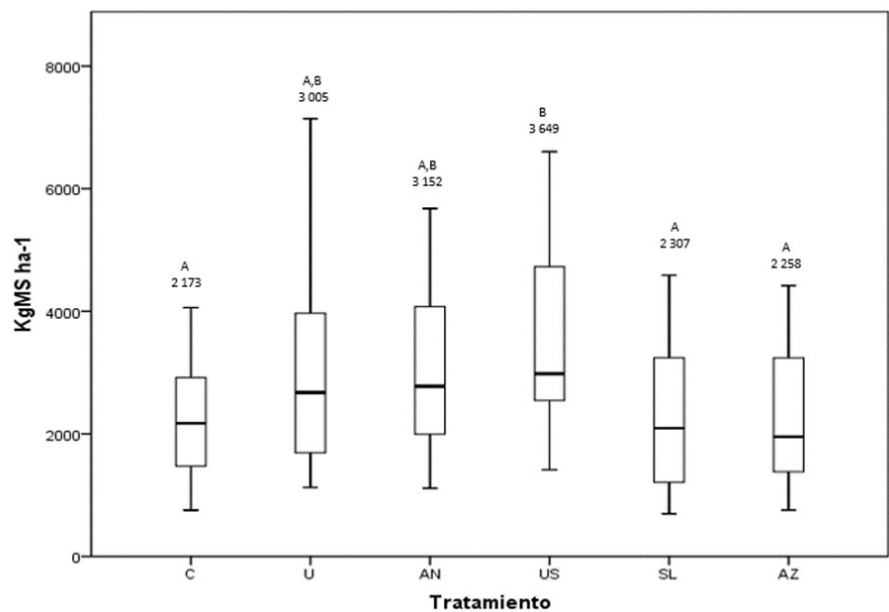 8000
6000
4000
2000
0
KgMS ha-1
A
2 173
A,B
3 005
A,B
3 152
B
3 649
A
2 307
A
2 258
C U AN US SL AZ
Tratamiento